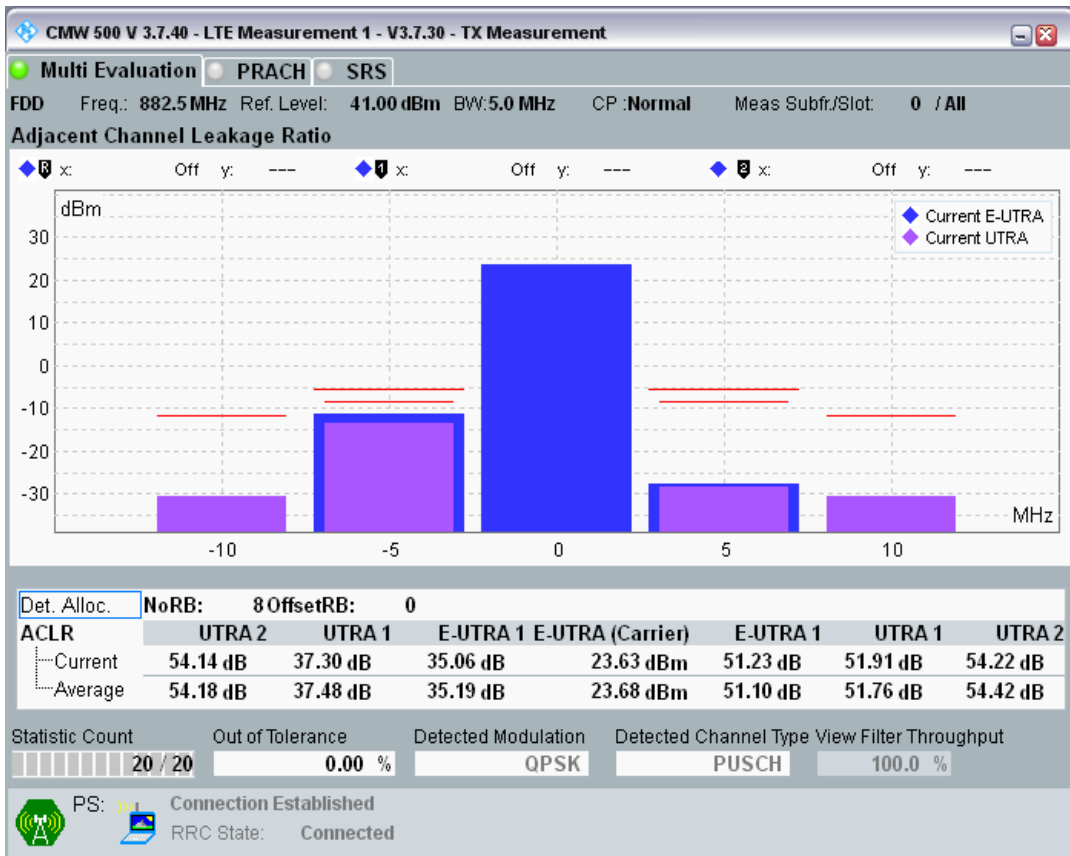 CMW 500 V 3.7.40 - LTE Measurement 1 - V3.7.30 - TX Measurement
Multi Evaluation PRACH SRS
FDD Freq.: 882.5 MHz Ref. Level: 41.00 dBm BW:5.0 MHz CP :Normal Meas Subfr./Slot: 0 / All
Adjacent Channel Leakage Ratio
R x: Off y: --- 1 x: Off y: --- 2 x: Off y: ---
dBm
Current E-UTRA
Current UTRA
30
20
10
0
-10
-20
-30
MHz
-10 -5 0 5 10
Det. Alloc. NoRB: 8 OffsetRB: 0
ACLR UTRA 2 UTRA 1 E-UTRA 1 E-UTRA (Carrier) E-UTRA 1 UTRA 1 UTRA 2
Current 54.14 dB 37.30 dB 35.06 dB 23.63 dBm 51.23 dB 51.91 dB 54.22 dB
Average 54.18 dB 37.48 dB 35.19 dB 23.68 dBm 51.10 dB 51.76 dB 54.42 dB
Statistic Count Out of Tolerance Detected Modulation Detected Channel Type View Filter Throughput
20 / 20 0.00 % QPSK PUSCH 100.0 %
PS: Connection Established
RRC State: Connected